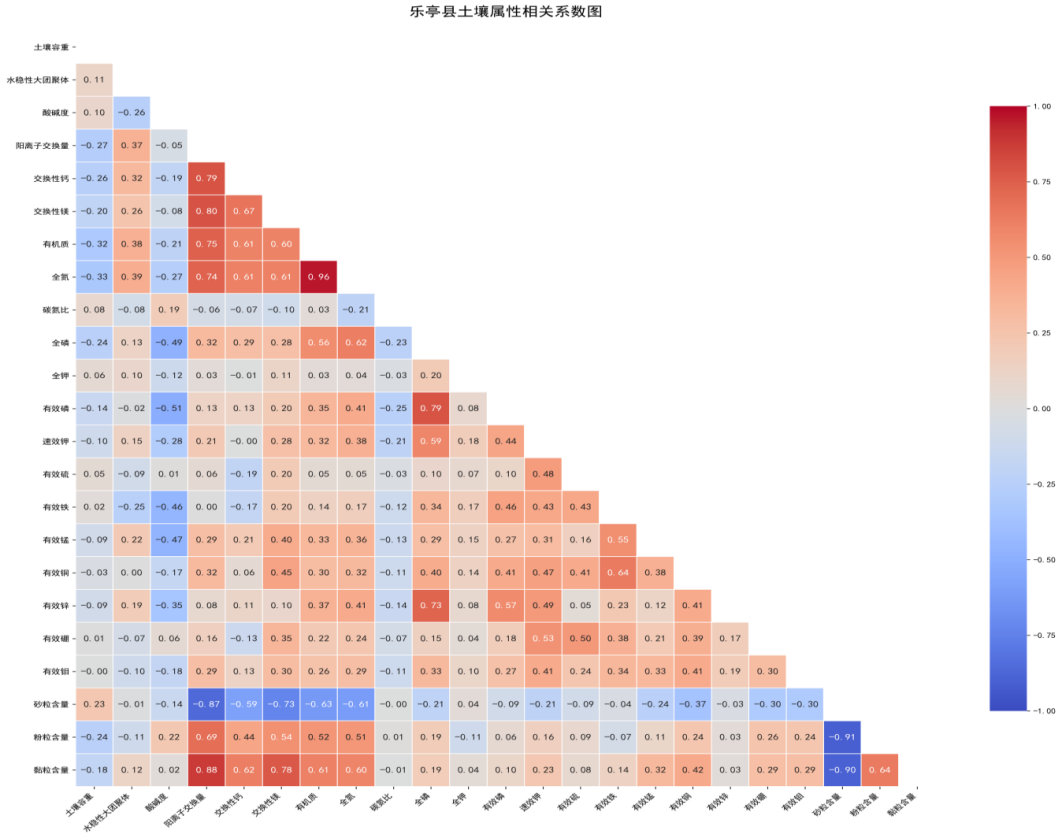 乐亭县土壤属性相关系数图
土壤容重
水稳性大团聚体 0.11
酸碱度 0.10 -0.26
阳离子交换量 -0.27 0.37 -0.05
交换性钙 -0.26 0.32 -0.19 0.79
交换性镁 -0.20 0.26 -0.08 0.80 0.67
有机质 -0.32 0.38 -0.21 0.75 0.61 0.60
全氮 -0.33 0.39 -0.27 0.74 0.61 0.61 0.96
碳氮比 0.08 -0.08 0.19 -0.06 -0.07 -0.10 0.03 -0.21
全磷 -0.24 0.13 -0.49 0.32 0.29 0.28 0.56 0.62 -0.23
全钾 0.06 0.10 -0.12 0.03 -0.01 0.11 0.03 0.04 -0.03 0.20
有效磷 -0.14 -0.02 -0.51 0.13 0.13 0.20 0.35 0.41 -0.25 0.79 0.08
速效钾 -0.10 0.15 -0.28 0.21 -0.00 0.28 0.32 0.38 -0.21 0.59 0.18 0.44
有效硫 0.05 -0.09 0.01 0.06 -0.19 0.20 0.05 0.05 -0.03 0.10 0.07 0.10 0.48
有效铁 0.02 -0.25 -0.46 0.00 -0.17 0.20 0.14 0.17 -0.12 0.34 0.17 0.46 0.43 0.43
有效锰 -0.09 0.22 -0.47 0.29 0.21 0.40 0.33 0.36 -0.13 0.29 0.15 0.27 0.31 0.16 0.55
有效铜 -0.03 0.00 -0.17 0.32 0.06 0.45 0.30 0.32 -0.11 0.40 0.14 0.41 0.47 0.41 0.64 0.38
有效锌 -0.09 0.19 -0.35 0.08 0.11 0.10 0.37 0.41 -0.14 0.73 0.08 0.57 0.49 0.05 0.23 0.12 0.41
有效硼 0.01 -0.07 0.06 0.16 -0.13 0.35 0.22 0.24 -0.07 0.15 0.04 0.18 0.53 0.50 0.38 0.21 0.39 0.17
有效钼 -0.00 -0.10 -0.18 0.29 0.13 0.30 0.26 0.29 -0.11 0.33 0.10 0.27 0.41 0.24 0.34 0.33 0.41 0.19 0.30
砂粒含量 0.23 -0.01 -0.14 -0.87 -0.59 -0.73 -0.63 -0.61 -0.00 -0.21 0.04 -0.09 -0.21 -0.09 -0.04 -0.24 -0.37 -0.03 -0.30 -0.30
粉粒含量 -0.24 -0.11 0.22 0.69 0.44 0.54 0.52 0.51 0.01 0.19 -0.11 0.06 0.16 0.09 -0.07 0.11 0.24 0.03 0.26 0.24 -0.91
黏粒含量 -0.18 0.12 0.02 0.88 0.62 0.78 0.61 0.60 -0.01 0.19 0.04 0.10 0.23 0.08 0.14 0.32 0.42 0.03 0.29 0.29 -0.90 0.64
土壤容重 水稳性大团聚体 酸碱度 阳离子交换量 交换性钙 交换性镁 有机质 全氮 碳氮比 全磷 全钾 有效磷 速效钾 有效硫 有效铁 有效锰 有效铜 有效锌 有效硼 有效钼 砂粒含量 粉粒含量 黏粒含量
1.00
0.75
0.50
0.25
0.00
-0.25
-0.50
-0.75
-1.00